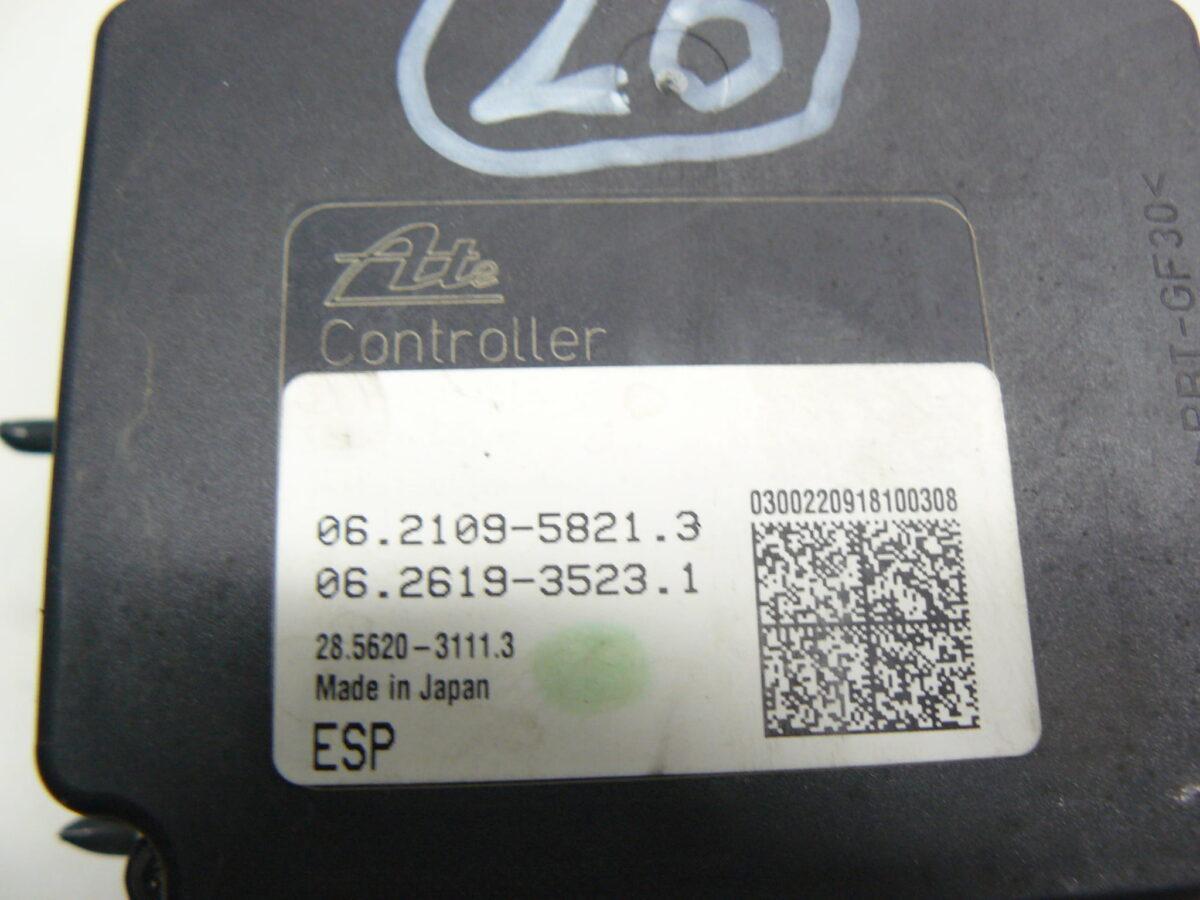 Ate
Controller
06.2109-5821.3
06.2619-3523.1
28.5620-3111.3
Made in Japan
ESP
0300220918100308
PBT-GF30<